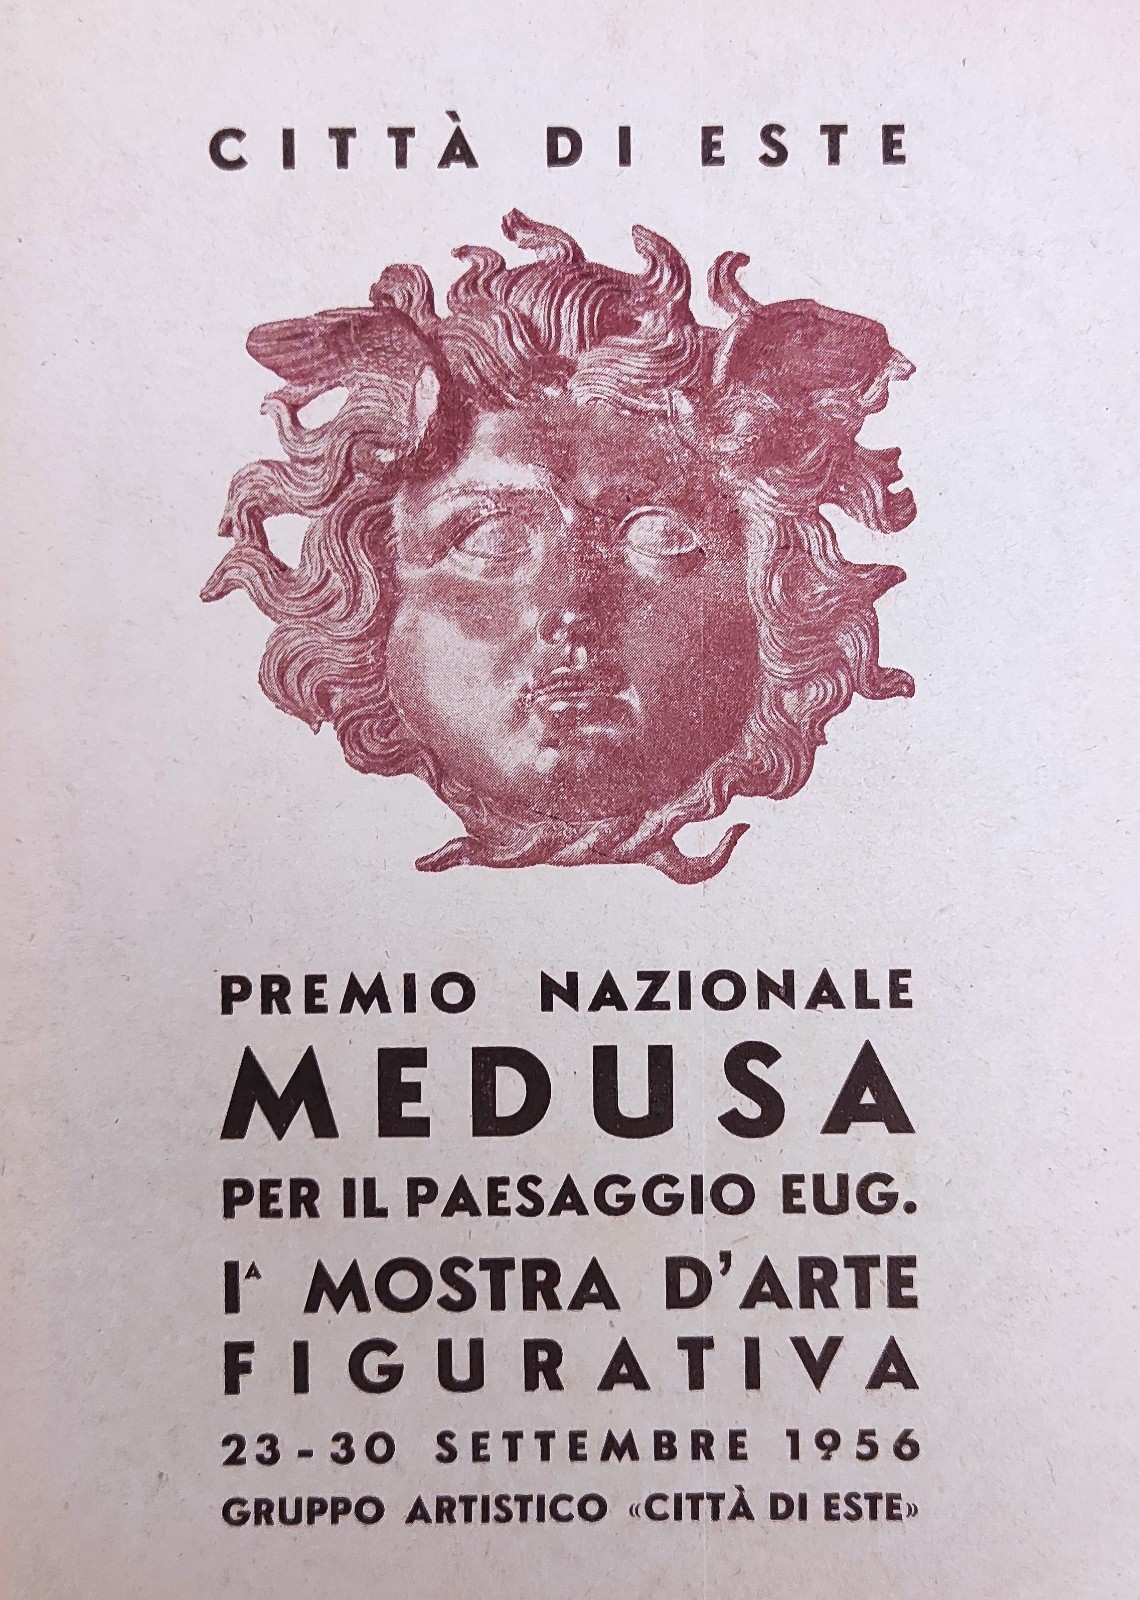 CITTÀ DI ESTE
PREMIO NAZIONALE
MEDUSA
PER IL PAESAGGIO EUG.
Iᴬ MOSTRA D'ARTE
FIGURATIVA
23-30 SETTEMBRE 1956
GRUPPO ARTISTICO «CITTÀ DI ESTE»